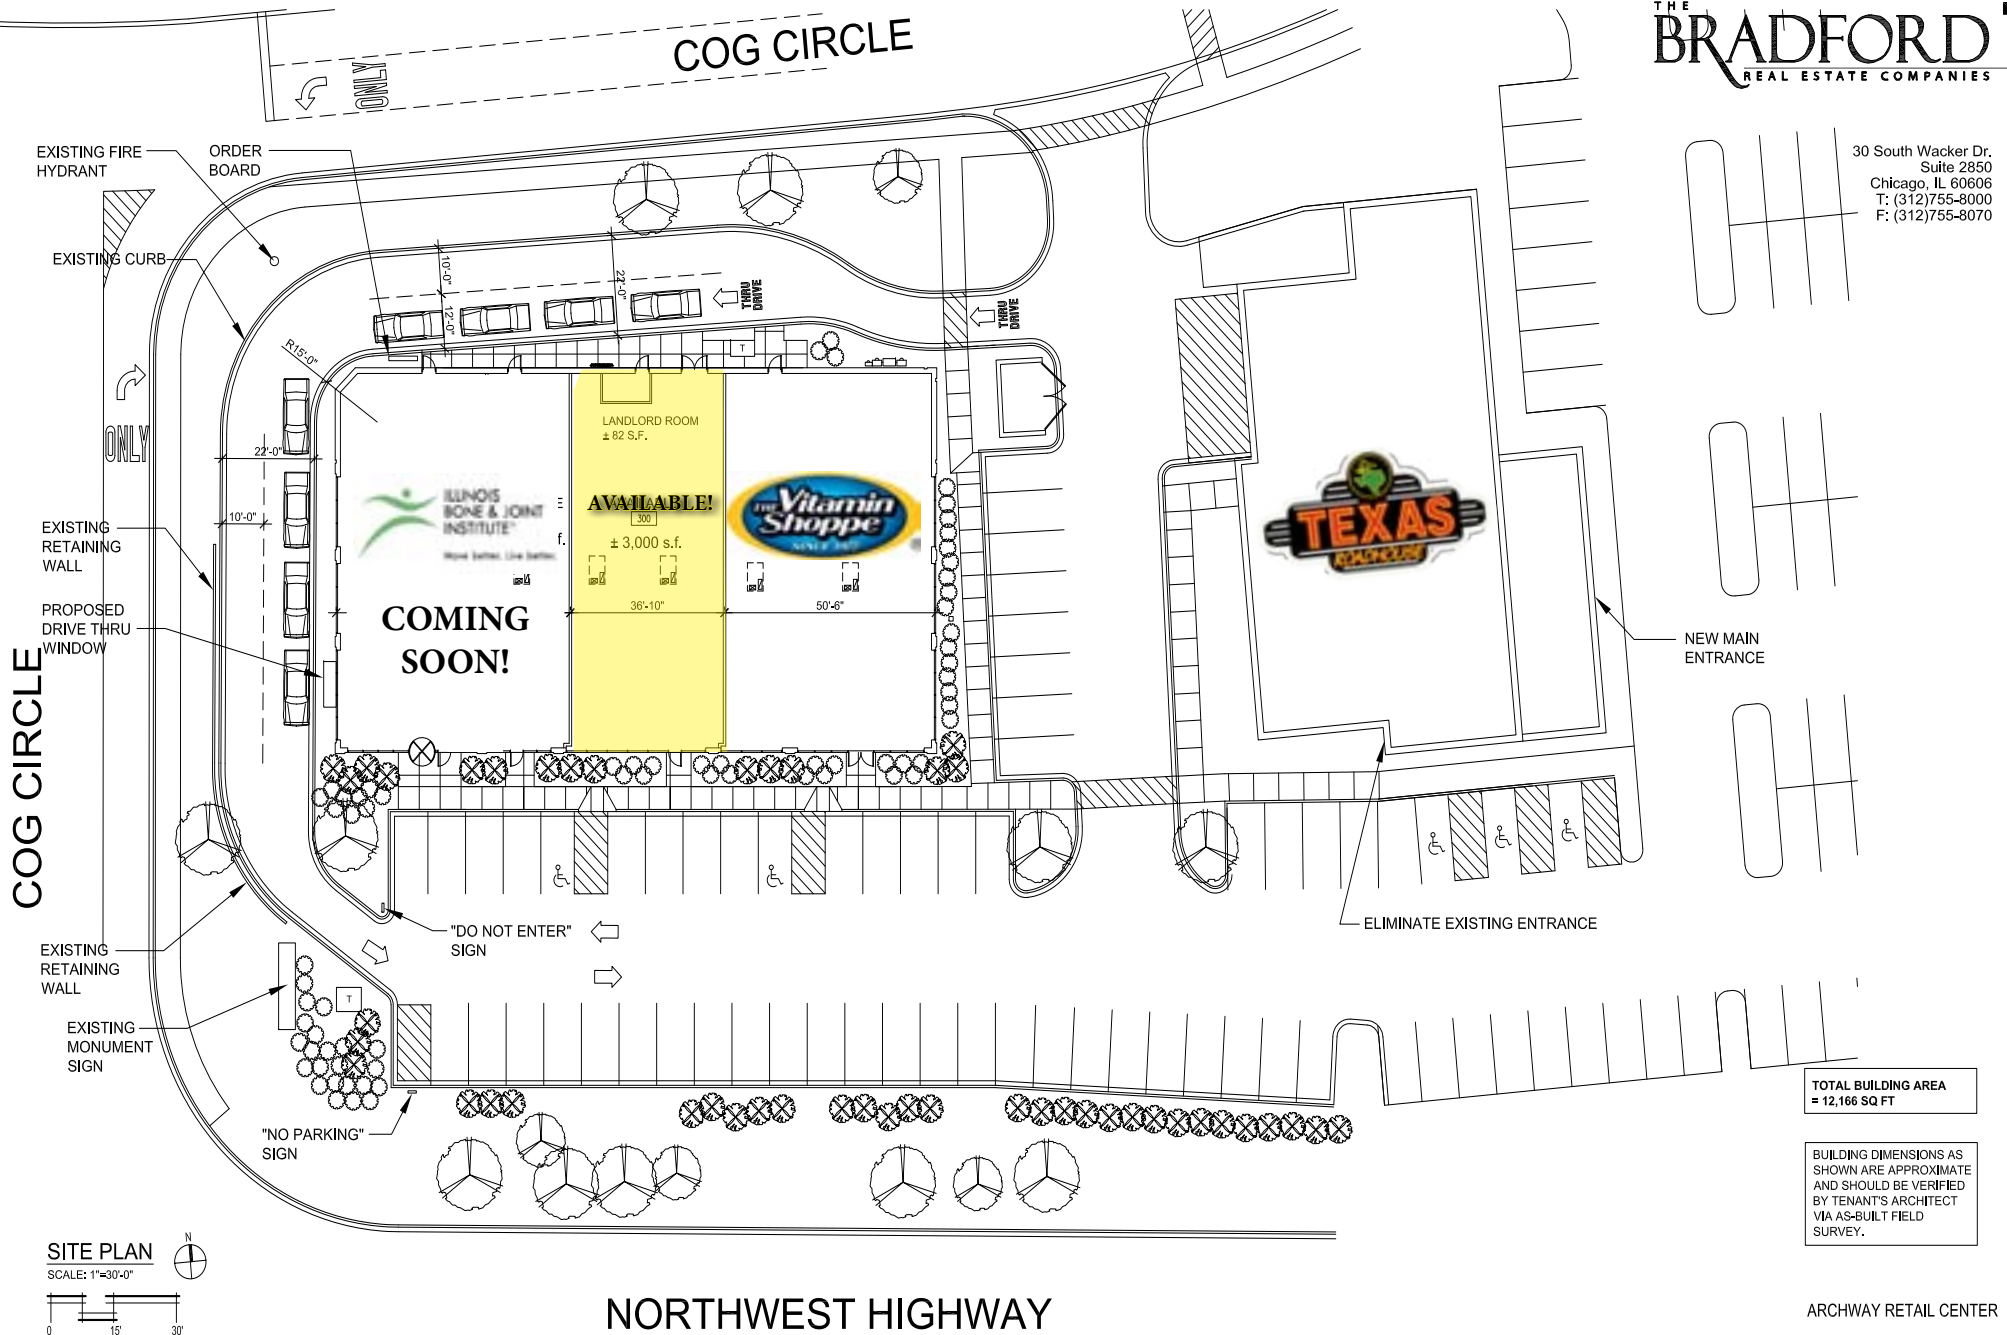 THE
BRADFORD
REAL ESTATE COMPANIES
30 South Wacker Dr.
Suite 2850
Chicago, IL 60606
T: (312)755-8000
F: (312)755-8070
COG CIRCLE
ONLY
EXISTING FIRE
HYDRANT
ORDER
BOARD
EXISTING CURB
10'-0"
12'-0"
22'-0"
THRU
DRIVE
THRU
DRIVE
R15'-0"
T
ONLY
22'-0"
10'-0"
LANDLORD ROOM
± 82 S.F.
ILLINOIS
BONE & JOINT
INSTITUTE
Move better. Live better.
AVAILABLE!
300
± 3,000 s.f.
f.
THE Vitamin
Shoppe
TEXAS
ROADHOUSE
36'-10"
50'-6"
COMING
SOON!
EXISTING
RETAINING
WALL
PROPOSED
DRIVE THRU
WINDOW
COG CIRCLE
NEW MAIN
ENTRANCE
"DO NOT ENTER"
SIGN
ELIMINATE EXISTING ENTRANCE
EXISTING
RETAINING
WALL
T
EXISTING
MONUMENT
SIGN
"NO PARKING"
SIGN
TOTAL BUILDING AREA
= 12,166 SQ FT
BUILDING DIMENSIONS AS
SHOWN ARE APPROXIMATE
AND SHOULD BE VERIFIED
BY TENANT'S ARCHITECT
VIA AS-BUILT FIELD
SURVEY.
SITE PLAN
N
SCALE: 1"=30'-0"
0 15' 30'
NORTHWEST HIGHWAY
ARCHWAY RETAIL CENTER